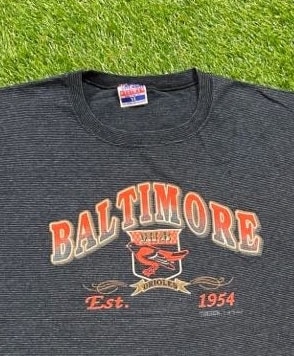 BALTIMORE
ORIOLES
Est. 1954